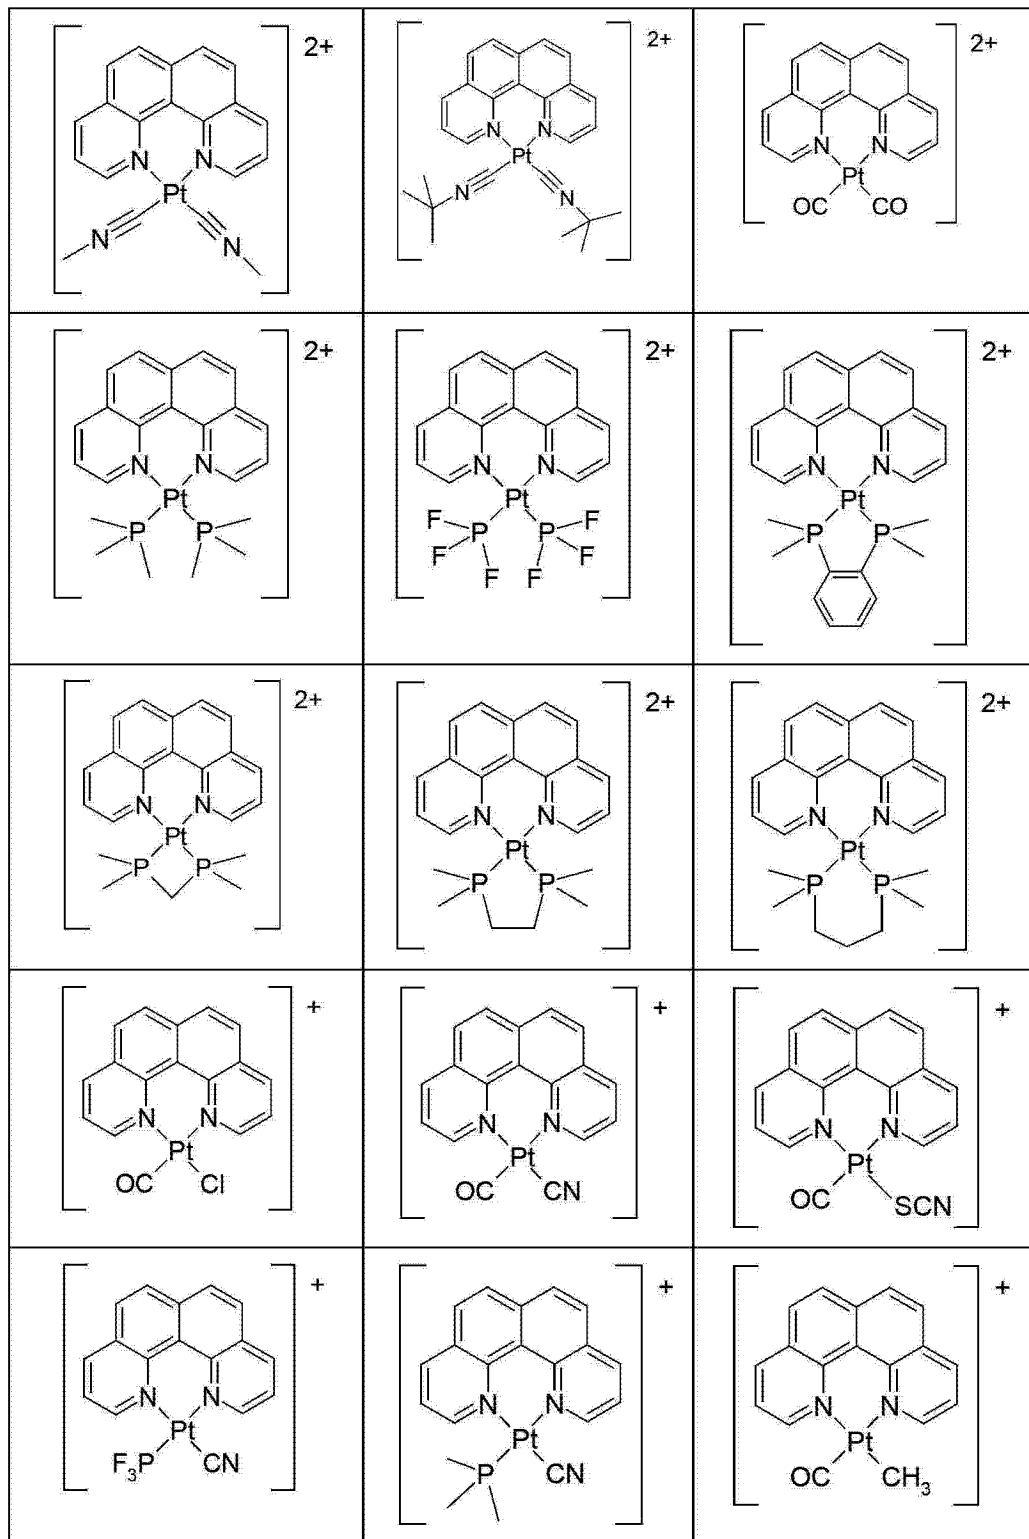 2+ 2+ 2+
N N N N N N
Pt Pt Pt
N N N N OC CO
2+ 2+ 2+
N N N N N N
Pt Pt Pt
P P F P P F P P
F F F F
2+ 2+ 2+
N N N N N N
Pt Pt Pt
P P P P P P
+ + +
N N N N N N
Pt Pt Pt
OC Cl OC CN OC SCN
+ + +
N N N N N N
Pt Pt Pt
F3P CN P CN OC CH3